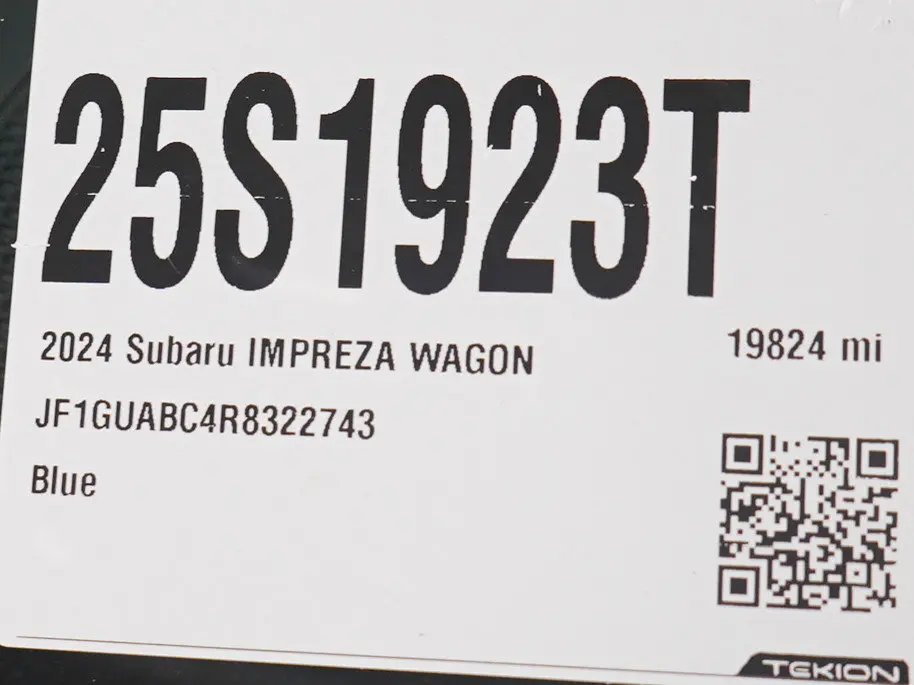 25S1923T
2024 Subaru IMPREZA WAGON
19824 mi
JF1GUABC4R8322743
Blue
TEKION